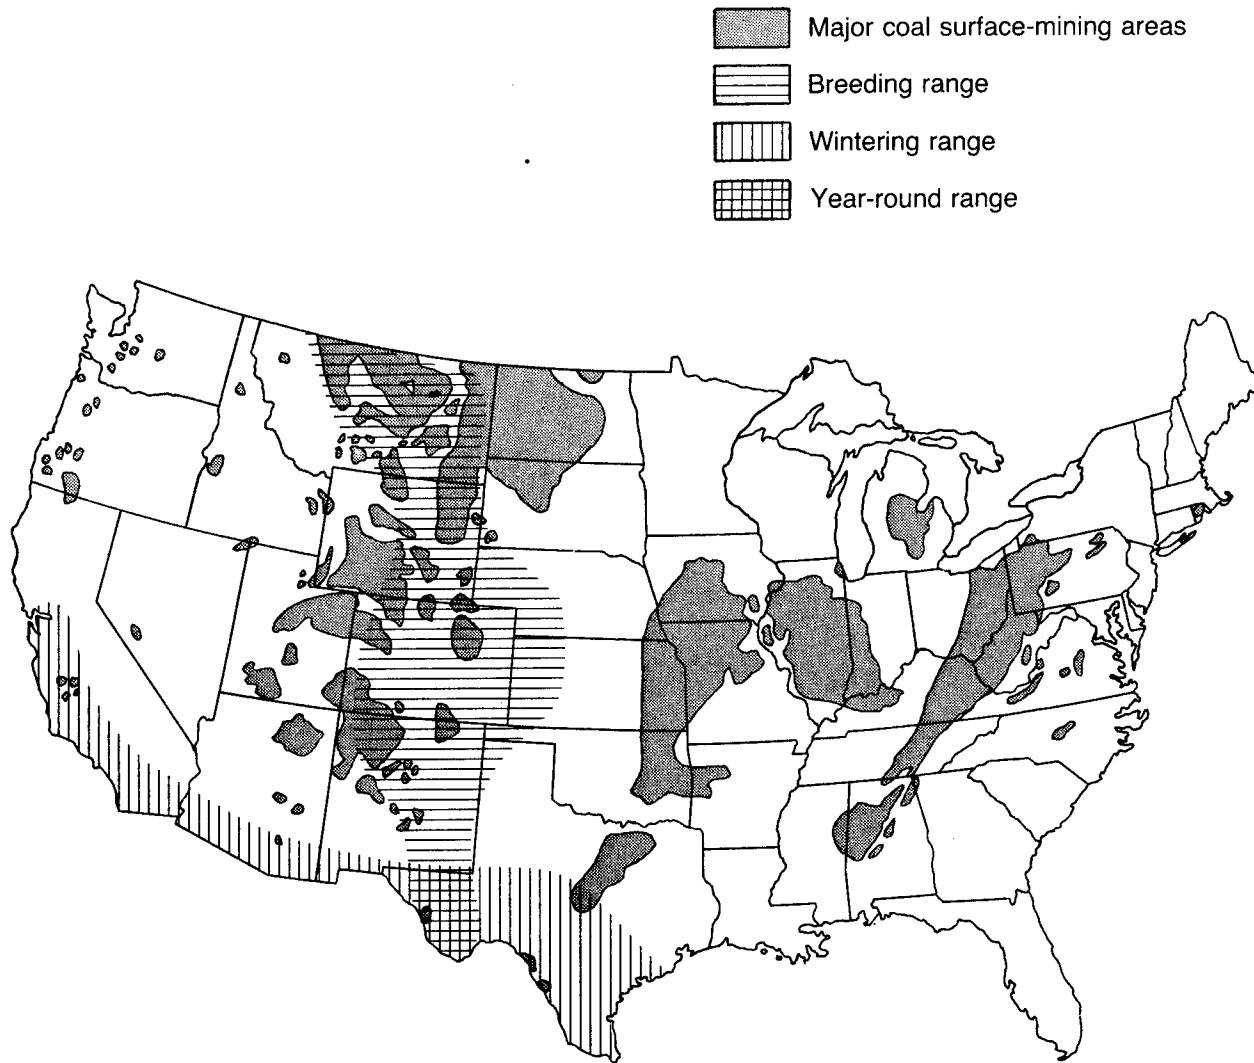 Major coal surface-mining areas
Breeding range
Wintering range
Year-round range